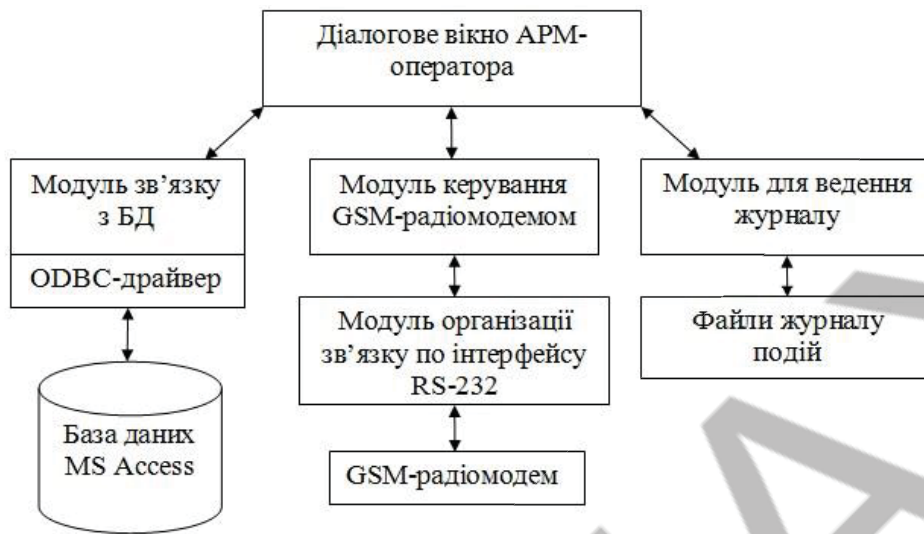 Діалогове вікно АРМ-
оператора
Модуль зв’язку
з БД
ODBC-драйвер
База даних
MS Access
Модуль керування
GSM-радіомодемом
Модуль організації
зв’язку по інтерфейсу
RS-232
GSM-радіомодем
Модуль для ведення
журналу
Файли журналу
подій